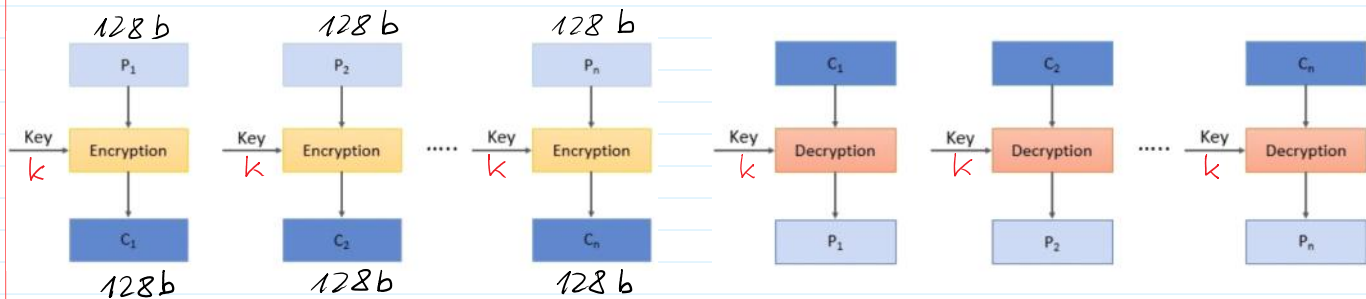 128 b 128 b 128 b
P1 P2 Pn C1 C2 Cn
Key Encryption Key Encryption ..... Key Encryption Key Decryption Key Decryption ..... Key Decryption
k k k k k k
C1 C2 Cn P1 P2 Pn
128b 128b 128b